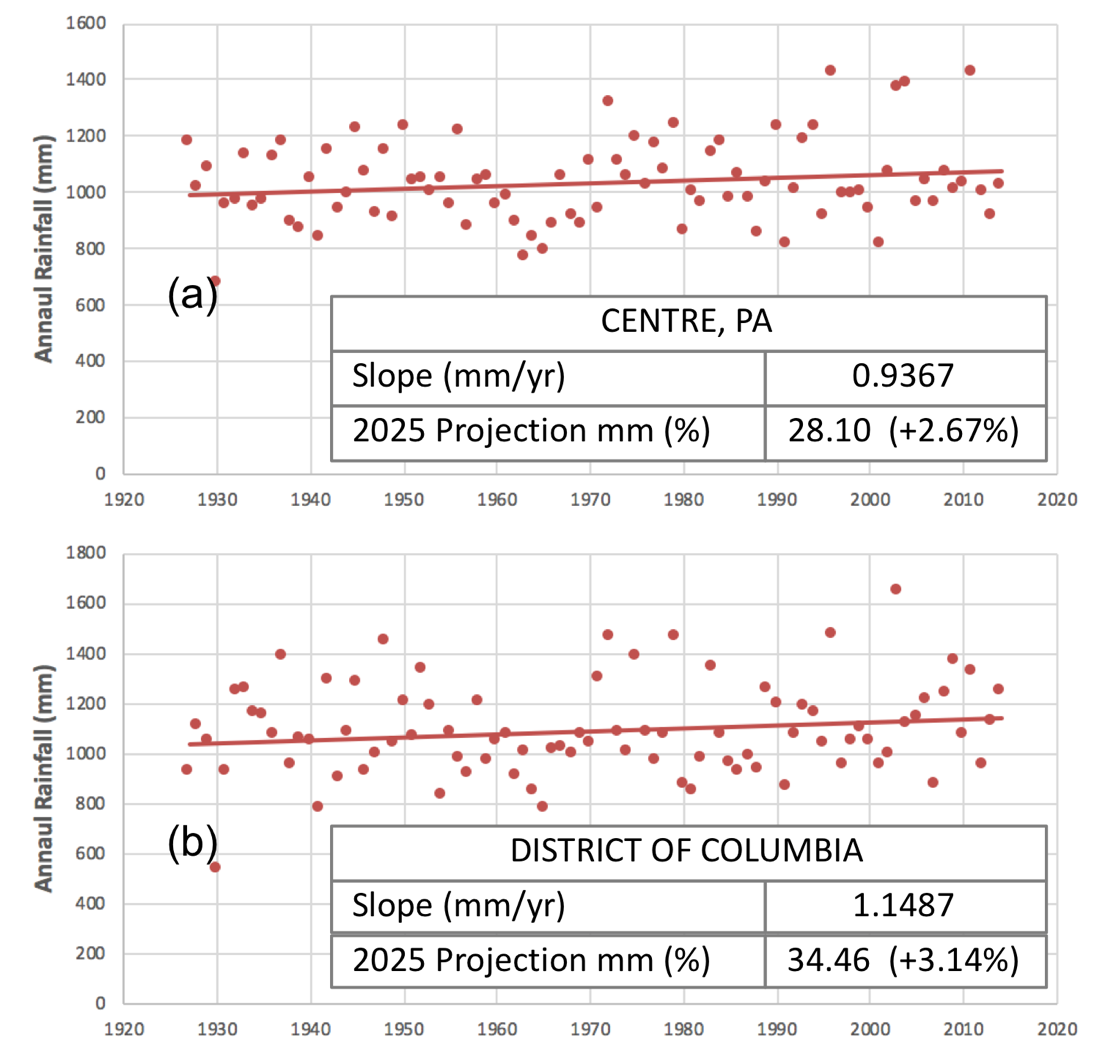 1600
1400
1200
1000
800
600
400
200
0
Annaul Rainfall (mm)
(a)
CENTRE, PA
Slope (mm/yr) 0.9367
2025 Projection mm (%) 28.10 (+2.67%)
1920 1930 1940 1950 1960 1970 1980 1990 2000 2010 2020
1800
1600
1400
1200
1000
800
600
400
200
0
Annaul Rainfall (mm)
(b)
DISTRICT OF COLUMBIA
Slope (mm/yr) 1.1487
2025 Projection mm (%) 34.46 (+3.14%)
1920 1930 1940 1950 1960 1970 1980 1990 2000 2010 2020